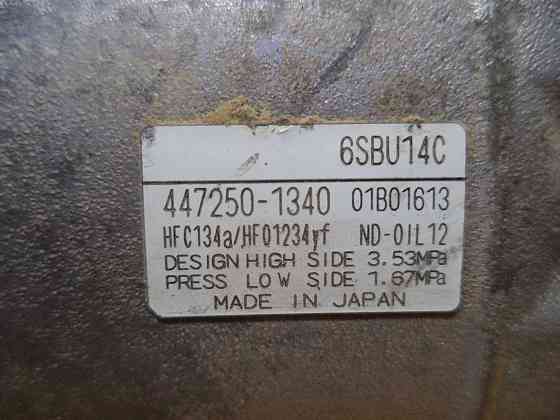 6SBU14C
447250-1340 01B01613
HFC134a/HFO1234yf ND-OIL12
DESIGN HIGH SIDE 3.53MPa
PRESS LOW SIDE 1.67MPa
MADE IN JAPAN